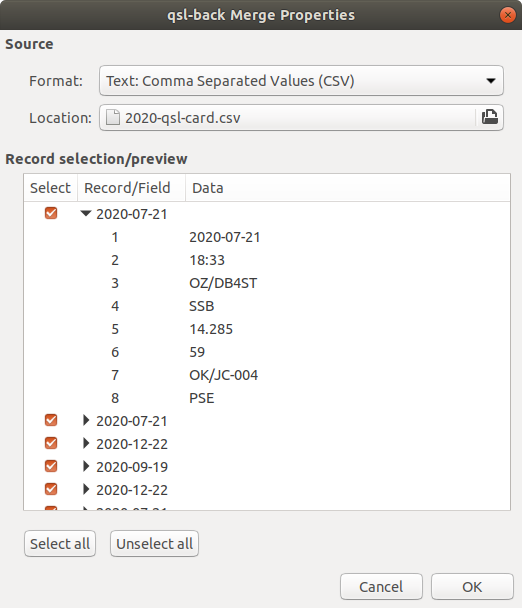 qsl-back Merge Properties
Source
Format: Text: Comma Separated Values (CSV)
Location: 2020-qsl-card.csv
Record selection/preview
Select Record/Field Data
2020-07-21
1 2020-07-21
2 18:33
3 OZ/DB4ST
4 SSB
5 14.285
6 59
7 OK/JC-004
8 PSE
2020-07-21
2020-12-22
2020-09-19
2020-12-22
2020-07-21
Select all Unselect all
Cancel OK